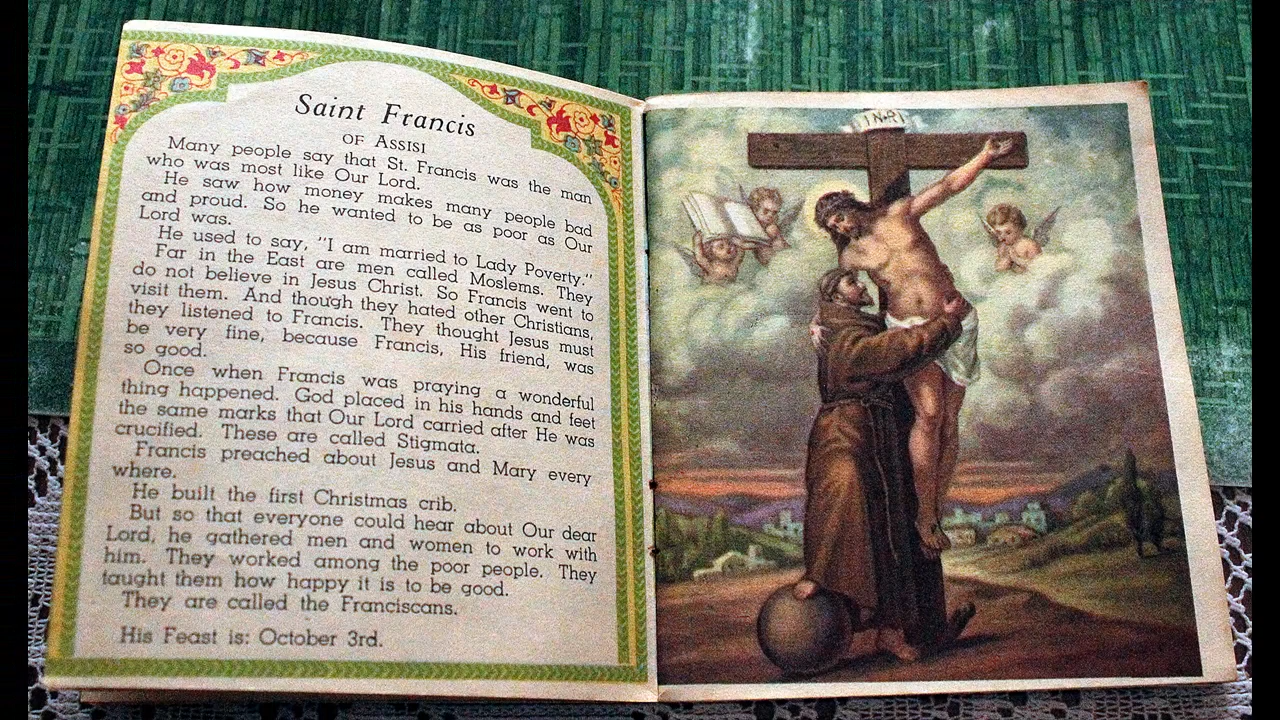 Saint Francis
OF ASSISI
Many people say that St. Francis was the man
who was most like Our Lord.
He saw how money makes many people bad
and proud. So he wanted to be as poor as Our
Lord was.
He used to say, "I am married to Lady Poverty."
Far in the East are men called Moslems. They
do not believe in Jesus Christ. So Francis went to
visit them. And though they hated other Christians,
they listened to Francis. They thought Jesus must
be very fine, because Francis, His friend, was
so good.
Once when Francis was praying a wonderful
thing happened. God placed in his hands and feet
the same marks that Our Lord carried after He was
crucified. These are called Stigmata.
Francis preached about Jesus and Mary every
where.
He built the first Christmas crib.
But so that everyone could hear about Our dear
Lord, he gathered men and women to work with
him. They worked among the poor people. They
taught them how happy it is to be good.
They are called the Franciscans.
His Feast is: October 3rd.
INRI